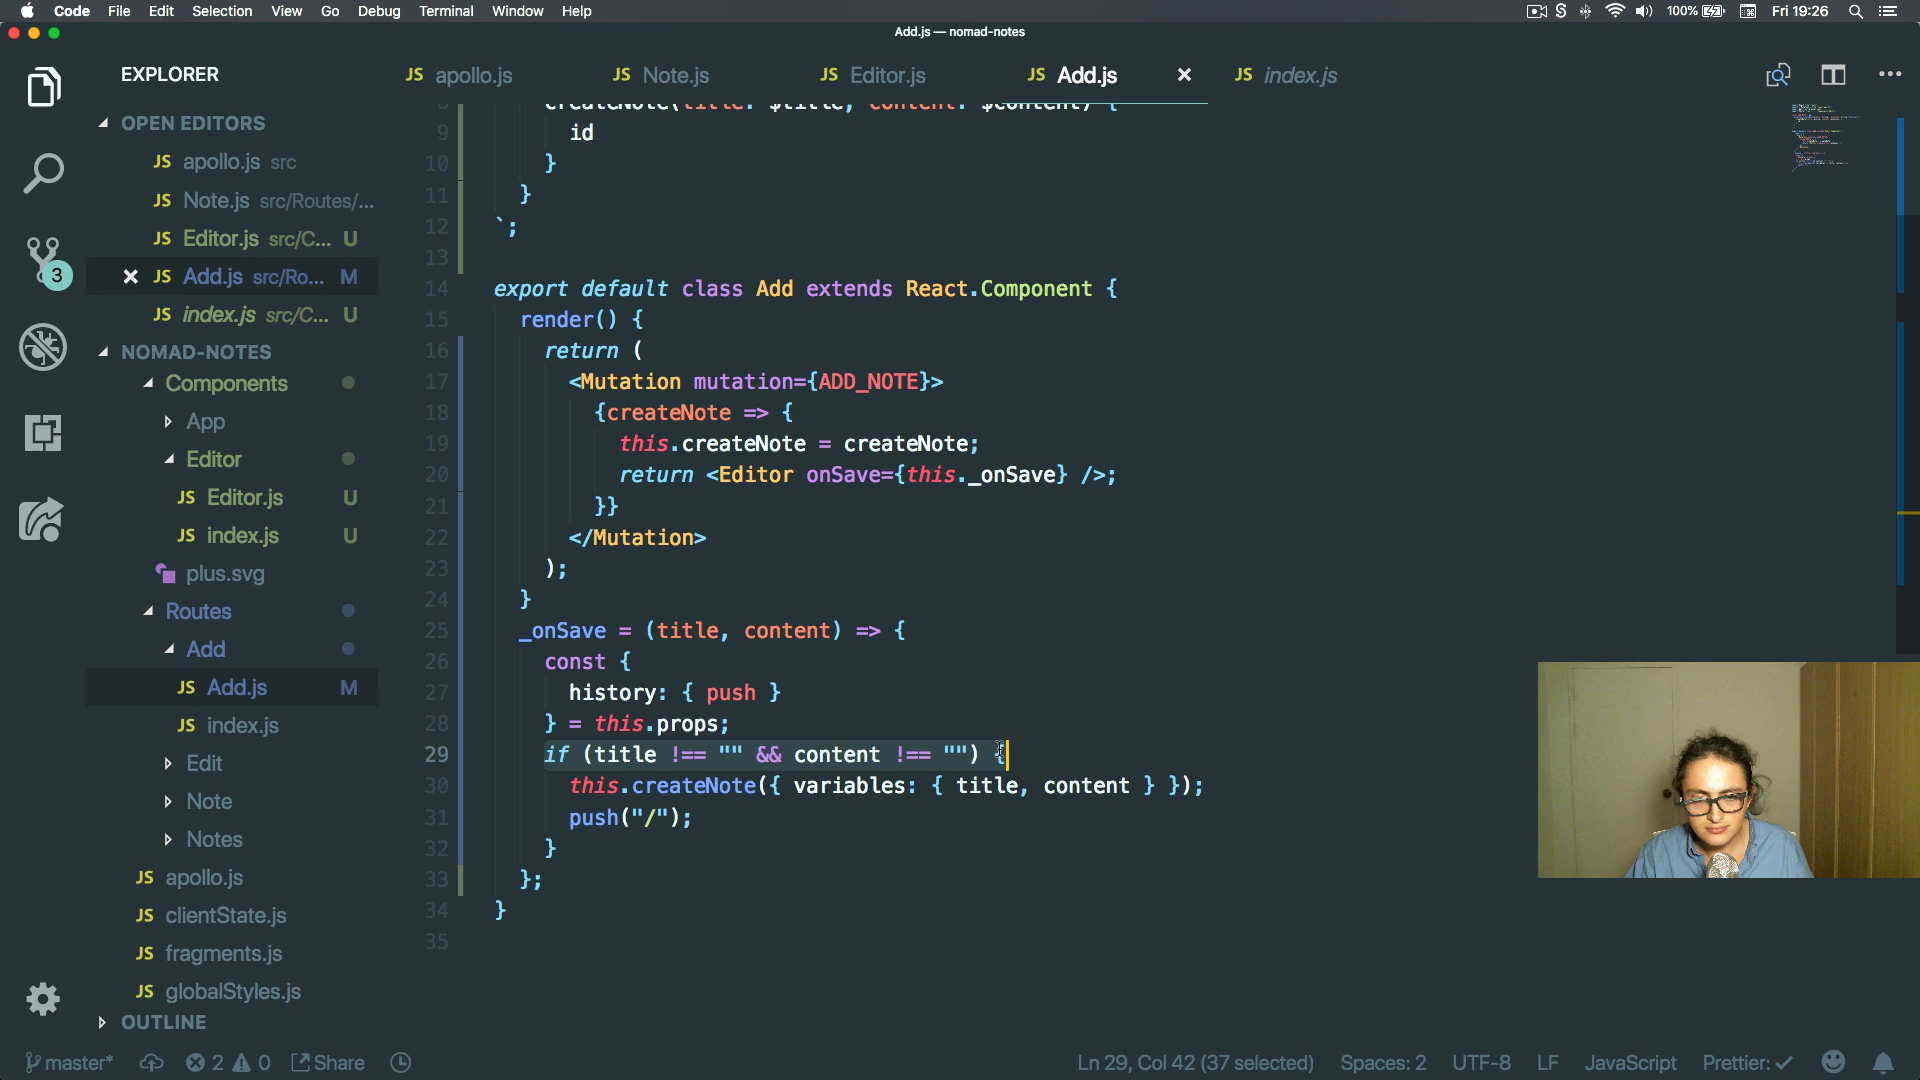 Code File Edit Selection View Go Debug Terminal Window Help
100% Fri 19:26
Add.js — nomad-notes
EXPLORER
JS apollo.js
JS Note.js
JS Editor.js
JS Add.js
JS index.js
OPEN EDITORS
JS apollo.js src
JS Note.js src/Routes/...
JS Editor.js src/C... U
JS Add.js src/Ro... M
JS index.js src/C... U
NOMAD-NOTES
Components
App
Editor
JS Editor.js U
JS index.js U
plus.svg
Routes
Add
JS Add.js M
JS index.js
Edit
Note
Notes
JS apollo.js
JS clientState.js
JS fragments.js
JS globalStyles.js
OUTLINE
8 createNote(title: $title, content: $content) {
9 id
10 }
11 }
12 `;
13
14 export default class Add extends React.Component {
15 render() {
16 return (
17 <Mutation mutation={ADD_NOTE}>
18 {createNote => {
19 this.createNote = createNote;
20 return <Editor onSave={this._onSave} />;
21 }}
22 </Mutation>
23 );
24 }
25 _onSave = (title, content) => {
26 const {
27 history: { push }
28 } = this.props;
29 if (title !== "" && content !== "") {
30 this.createNote({ variables: { title, content } });
31 push("/");
32 }
33 };
34 }
35
3
master* 2 0 Share
Ln 29, Col 42 (37 selected) Spaces: 2 UTF-8 LF JavaScript Prettier: ✓